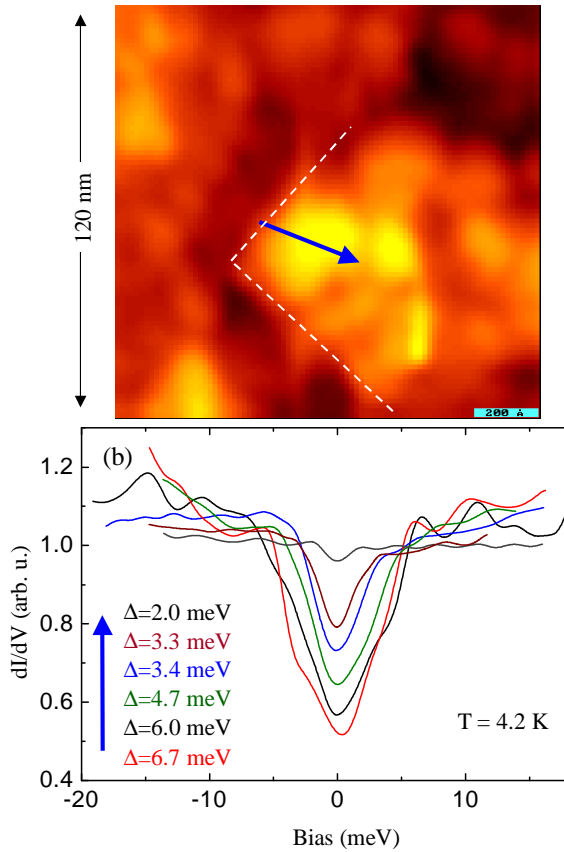 120 nm
200 Å
(b)
1.2
1.0
0.8
0.6
0.4
dI/dV (arb. u.)
Δ=2.0 meV
Δ=3.3 meV
Δ=3.4 meV
Δ=4.7 meV
Δ=6.0 meV
Δ=6.7 meV
T = 4.2 K
-20 -10 0 10
Bias (meV)